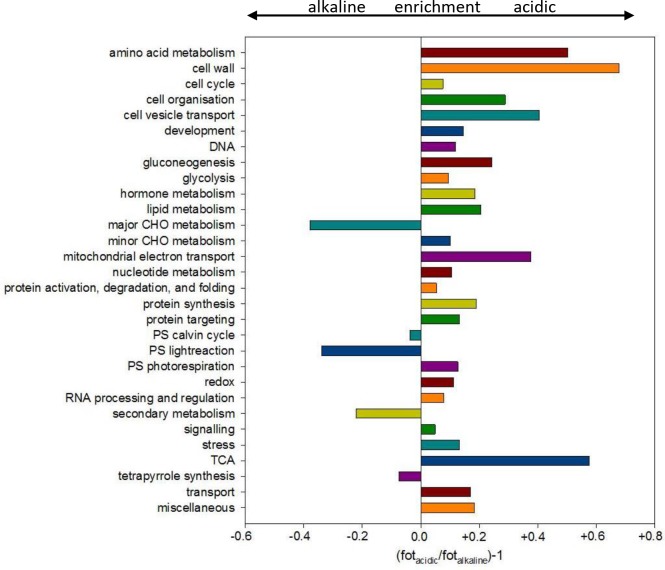 alkaline enrichment acidic
amino acid metabolism
cell wall
cell cycle
cell organisation
cell vesicle transport
development
DNA
gluconeogenesis
glycolysis
hormone metabolism
lipid metabolism
major CHO metabolism
minor CHO metabolism
mitochondrial electron transport
nucleotide metabolism
protein activation, degradation, and folding
protein synthesis
protein targeting
PS calvin cycle
PS lightreaction
PS photorespiration
redox
RNA processing and regulation
secondary metabolism
signalling
stress
TCA
tetrapyrrole synthesis
transport
miscellaneous
-0.6 -0.4 -0.2 0.0 +0.2 +0.4 +0.6 +0.8
(fotacidic/fotalkaline)-1